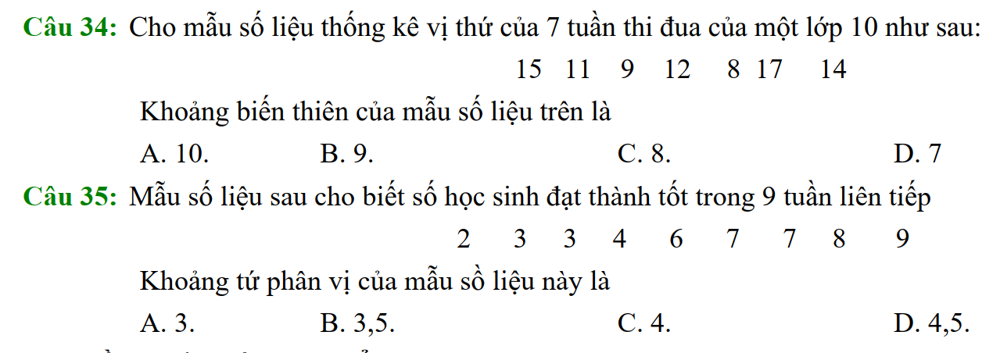 Câu 34: Cho mẫu số liệu thống kê vị thứ của 7 tuần thi đua của một lớp 10 như sau:
15 11 9 12 8 17 14
Khoảng biến thiên của mẫu số liệu trên là
A. 10. B. 9. C. 8. D. 7
Câu 35: Mẫu số liệu sau cho biết số học sinh đạt thành tốt trong 9 tuần liên tiếp
2 3 3 4 6 7 7 8 9
Khoảng tứ phân vị của mẫu sồ liệu này là
A. 3. B. 3,5. C. 4. D. 4,5.